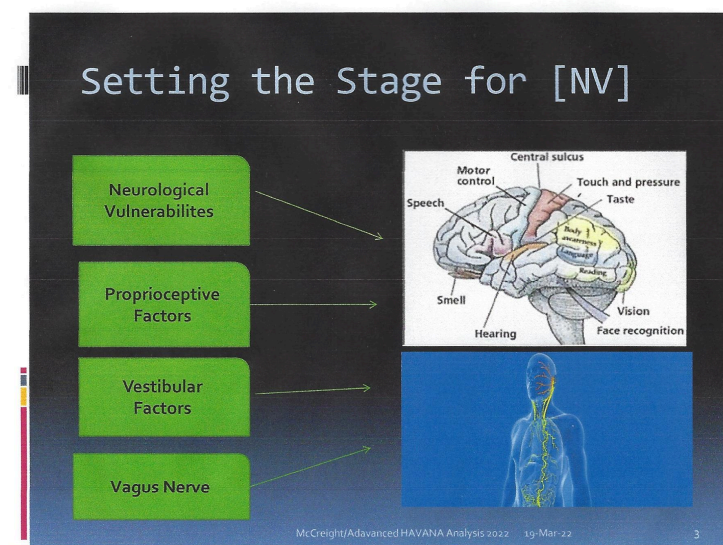 Setting the Stage for [NV]
Neurological
Vulnerabilites
Proprioceptive
Factors
Vestibular
Factors
Vagus Nerve
Central sulcus
Motor
control
Touch and pressure
Taste
Speech
Body
awareness
Language
Reading
Smell
Vision
Hearing
Face recognition
McCreight/Adavanced HAVANA Analysis 2022 19-Mar-22
3